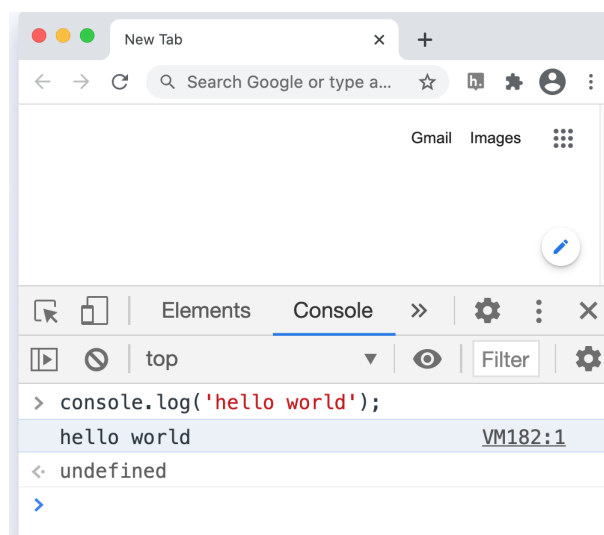 New Tab
Search Google or type a...
h.
Gmail Images
Elements Console
top Filter
console.log('hello world');
hello world VM182:1
undefined